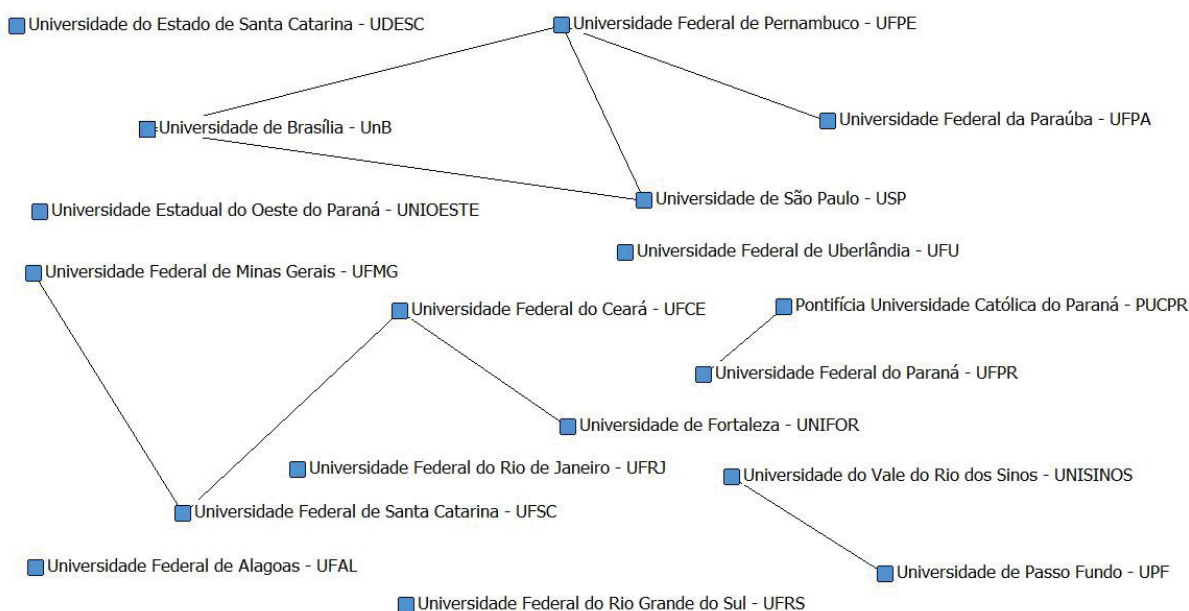 Universidade do Estado de Santa Catarina - UDESC
Universidade Federal de Pernambuco - UFPE
Universidade de Brasília - UnB
Universidade Federal da Paraúba - UFPA
Universidade Estadual do Oeste do Paraná - UNIOESTE
Universidade de São Paulo - USP
Universidade Federal de Uberlândia - UFU
Universidade Federal de Minas Gerais - UFMG
Universidade Federal do Ceará - UFCE
Pontifícia Universidade Católica do Paraná - PUCPR
Universidade Federal do Paraná - UFPR
Universidade de Fortaleza - UNIFOR
Universidade Federal do Rio de Janeiro - UFRJ
Universidade do Vale do Rio dos Sinos - UNISINOS
Universidade Federal de Santa Catarina - UFSC
Universidade Federal de Alagoas - UFAL
Universidade de Passo Fundo - UPF
Universidade Federal do Rio Grande do Sul - UFRS